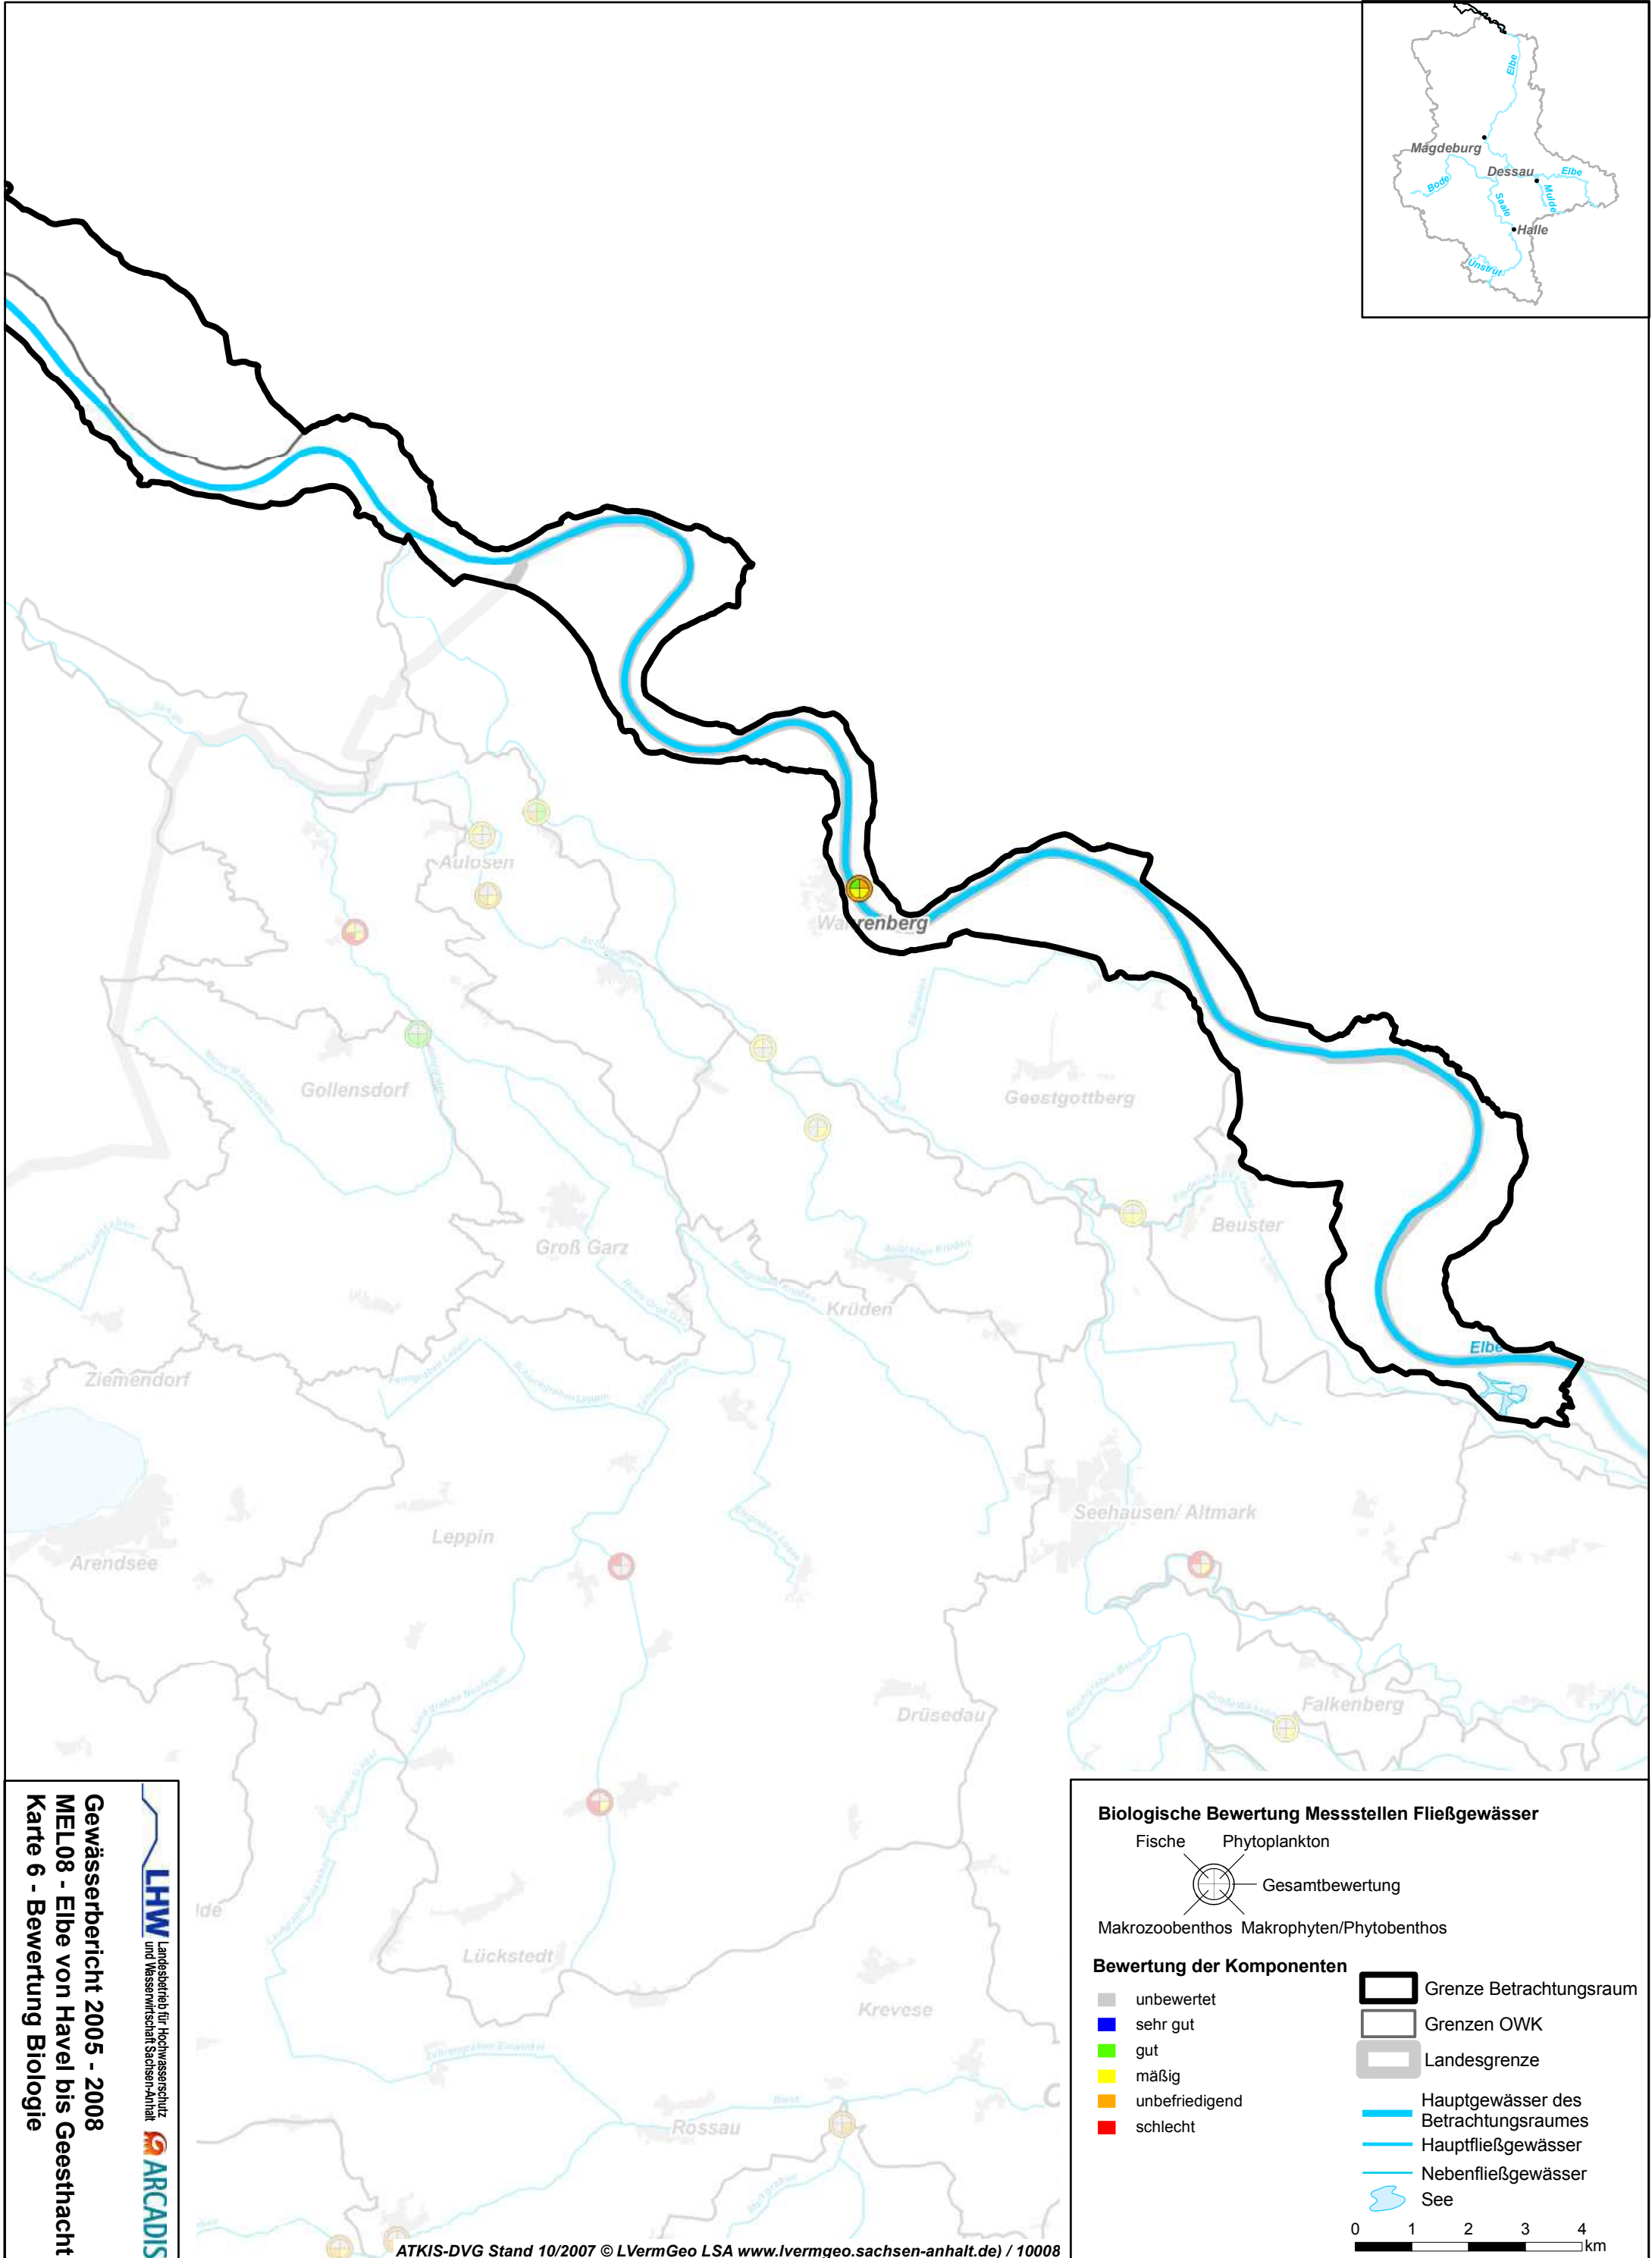 Elbe
Magdeburg
Dessau
Elbe
Bode
Saale
Mulde
Halle
Unstrut
Aulosen
Wahrenberg
Gollensdorf
Geestgottberg
Groß Garz
Beuster
Krüden
Aulgraben Krüden
Seegraben Krüden
Elbe
Ziemendorf
Leppin
Arendsee
Seehausen/ Altmark
Drüsedau
Falkenberg
Lückstedt
Krevese
Rossau
Biese
Gewässerbericht 2005 - 2008
MEL08 - Elbe von Havel bis Geesthacht
Karte 6 - Bewertung Biologie
LHW
Landesbetrieb für Hochwasserschutz
und Wasserwirtschaft Sachsen-Anhalt
ARCADIS
Biologische Bewertung Messstellen Fließgewässer
Fische Phytoplankton
Gesamtbewertung
Makrozoobenthos Makrophyten/Phytobenthos
Bewertung der Komponenten
unbewertet
sehr gut
gut
mäßig
unbefriedigend
schlecht
Grenze Betrachtungsraum
Grenzen OWK
Landesgrenze
Hauptgewässer des
Betrachtungsraumes
Hauptfließgewässer
Nebenfließgewässer
See
0 1 2 3 4
km
ATKIS-DVG Stand 10/2007 © LVermGeo LSA www.lvermgeo.sachsen-anhalt.de) / 10008